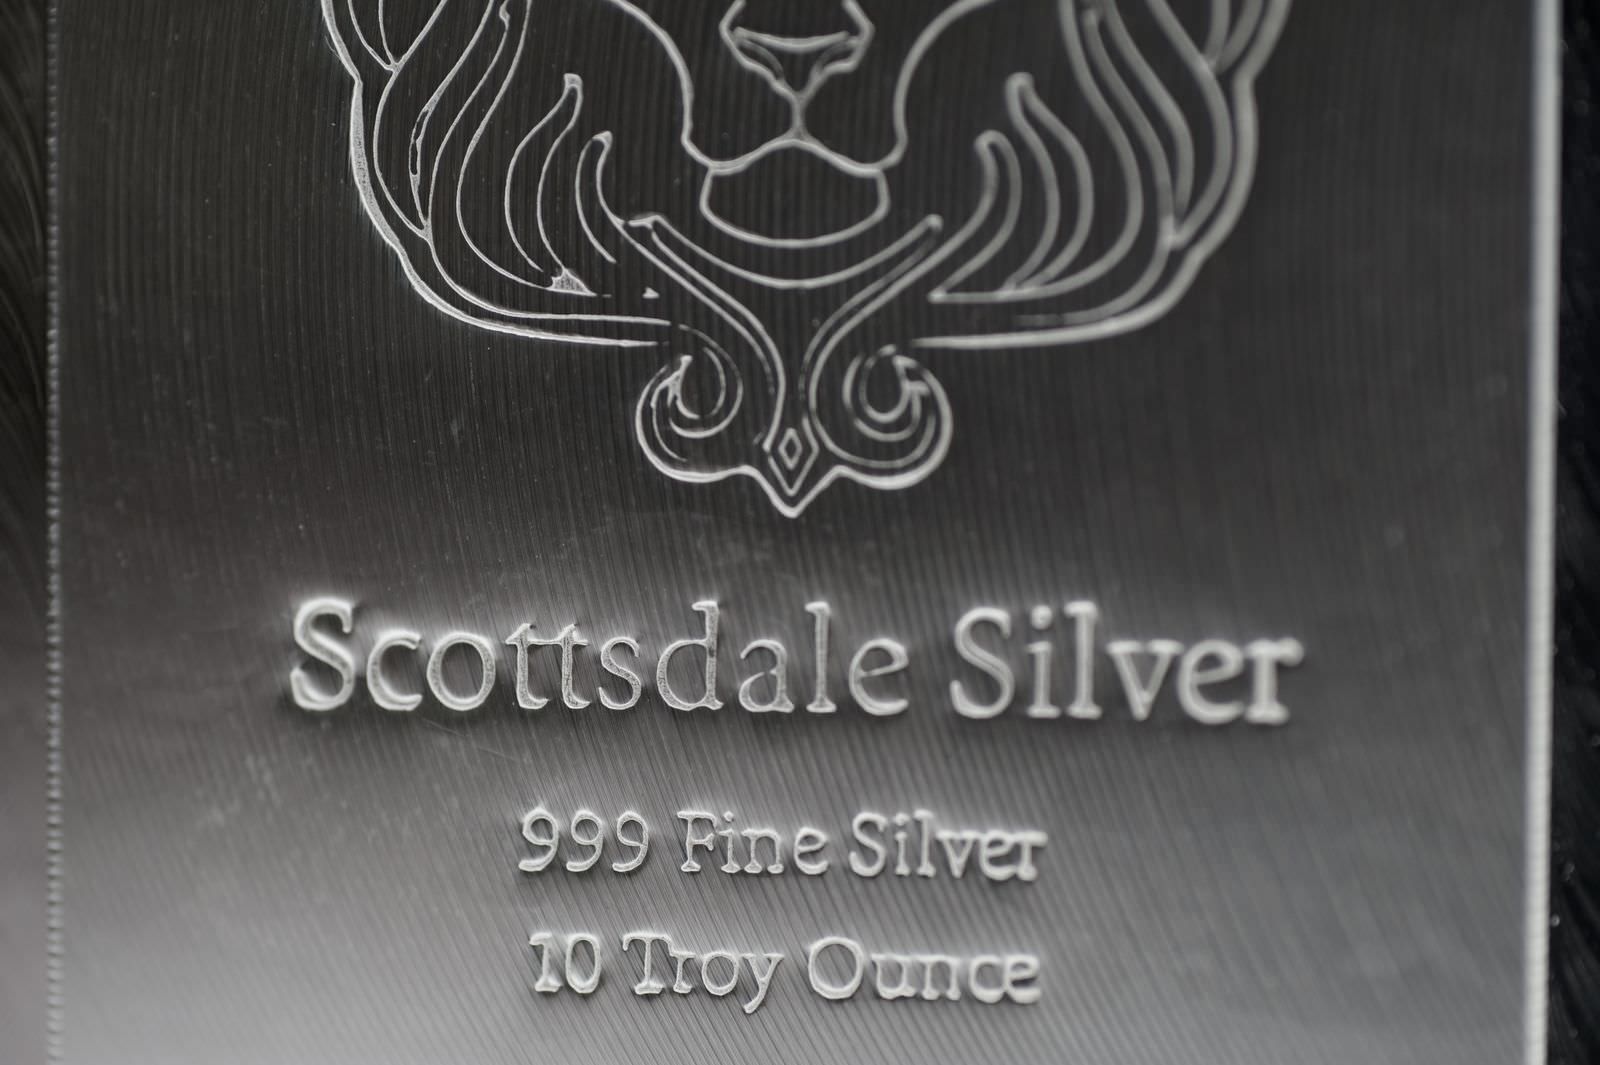 Scottsdale Silver
999 Fine Silver
10 Troy Ounce